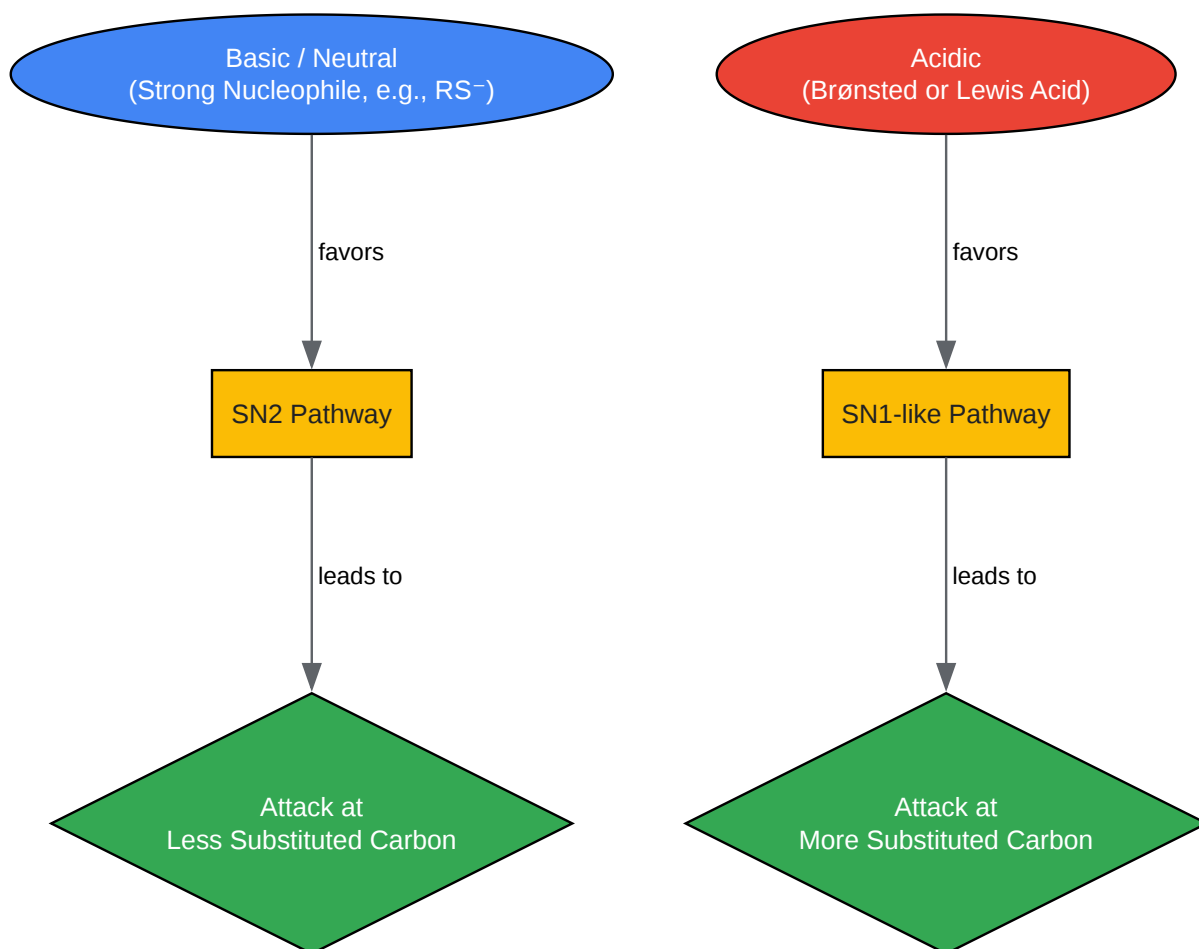 Basic / Neutral
(Strong Nucleophile, e.g., RS⁻)
favors
SN2 Pathway
leads to
Attack at
Less Substituted Carbon
Acidic
(Brønsted or Lewis Acid)
favors
SN1-like Pathway
leads to
Attack at
More Substituted Carbon